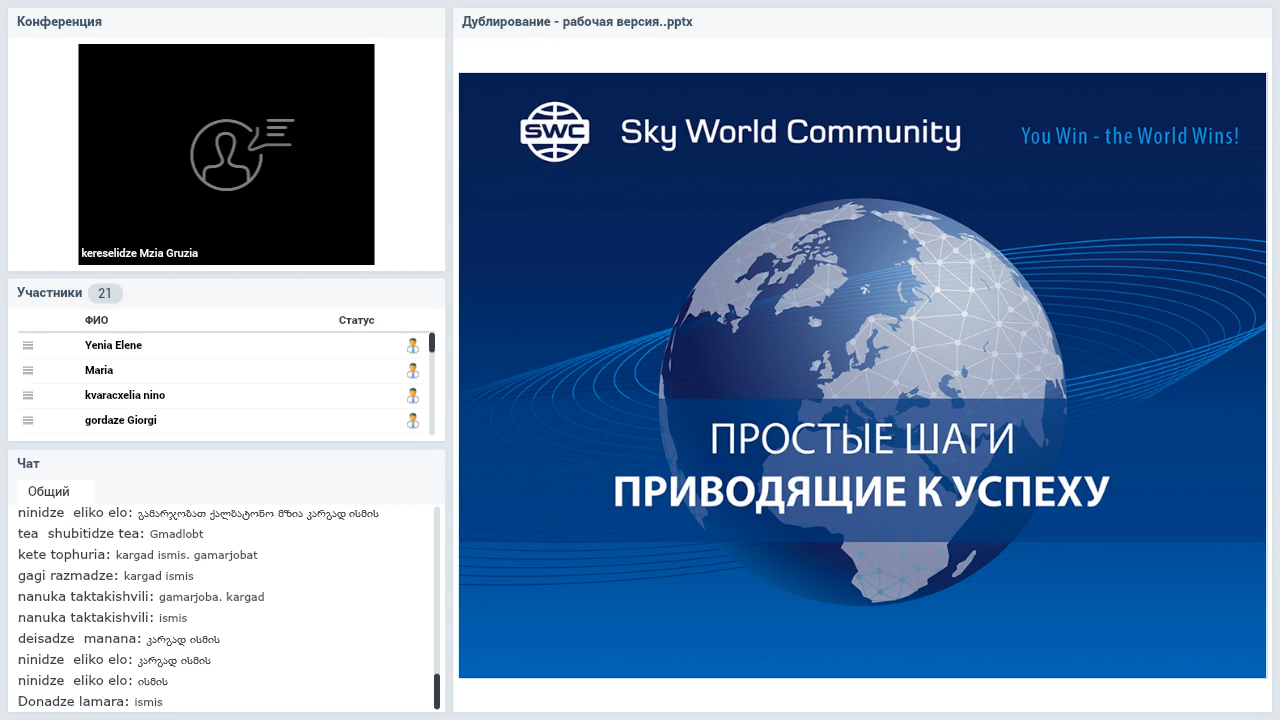 Конференция
kereselidze Mzia Gruzia
Участники 21
ФИО Статус
Yenia Elene
Maria
kvaracxelia nino
gordaze Giorgi
Чат
Общий
ninidze eliko elo: გამარჯობათ ქალბატონო მზია კარგად ისმის
tea shubitidze tea: Gmadlobt
kete tophuria: kargad ismis. gamarjobat
gagi razmadze: kargad ismis
nanuka taktakishvili: gamarjoba. kargad
nanuka taktakishvili: ismis
deisadze manana: კარგად ისმის
ninidze eliko elo: კარგად ისმის
ninidze eliko elo: ისმის
Donadze lamara: ismis
Дублирование - рабочая версия..pptx
SWC Sky World Community
You Win - the World Wins!
ПРОСТЫЕ ШАГИ
ПРИВОДЯЩИЕ К УСПЕХУ